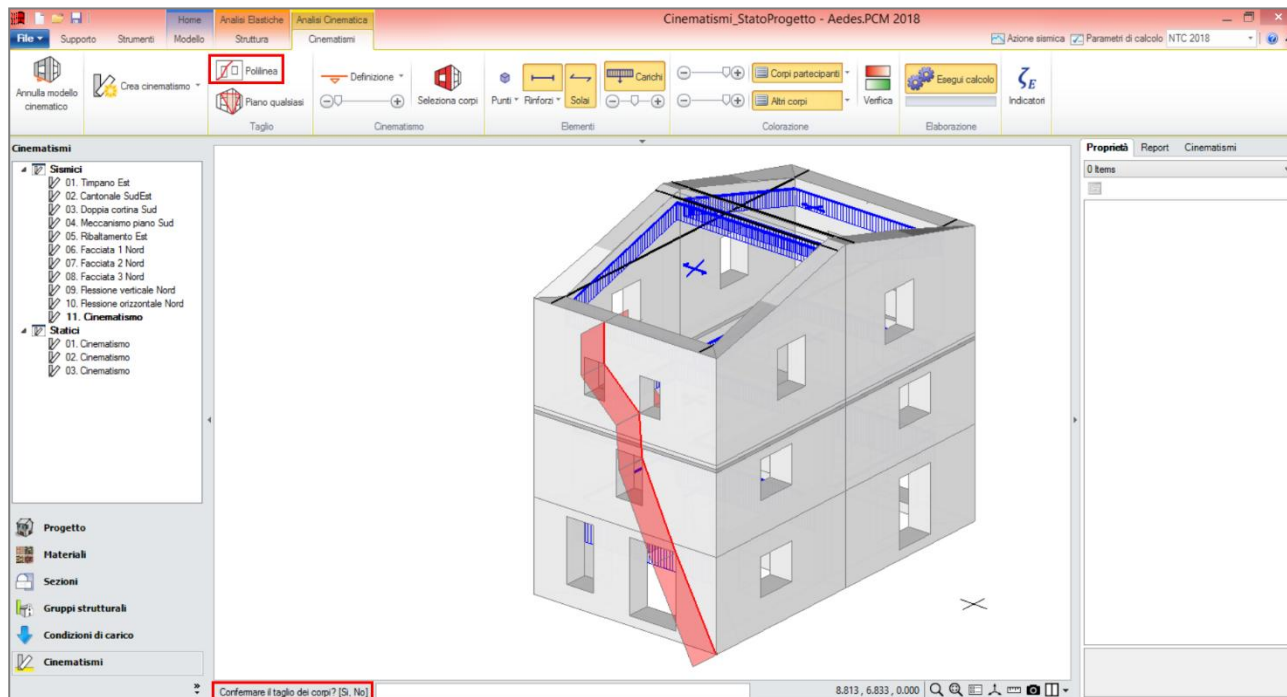 Home Analisi Elastiche Analisi Cinematica Cinematismi_StatoProgetto - Aedes.PCM 2018
File Supporto Strumenti Modello Struttura Cinematismi Azione sismica Parametri di calcolo NTC 2018
Annulla modello cinematico
Crea cinematismo
Polilinea
Piano qualsiasi
Taglio
Definizione
Seleziona corpi
Cinematismo
Punti Rinforzi Solai Carichi
Elementi
Corpi partecipanti
Altri corpi
Verifica
Colorazione
Esegui calcolo
Elaborazione
ζE
Indicatori
Cinematismi
Sismici
01. Timpano Est
02. Cantonale SudEst
03. Doppia cortina Sud
04. Meccanismo piano Sud
05. Ribaltamento Est
06. Facciata 1 Nord
07. Facciata 2 Nord
08. Facciata 3 Nord
09. Flessione verticale Nord
10. Flessione orizzontale Nord
11. Cinematismo
Statici
01. Cinematismo
02. Cinematismo
03. Cinematismo
Progetto
Materiali
Sezioni
Gruppi strutturali
Condizioni di carico
Cinematismi
Proprietà Report Cinematismi
0 Items
Confermare il taglio dei corpi? [Si, No]
8.813 , 6.833 , 0.000